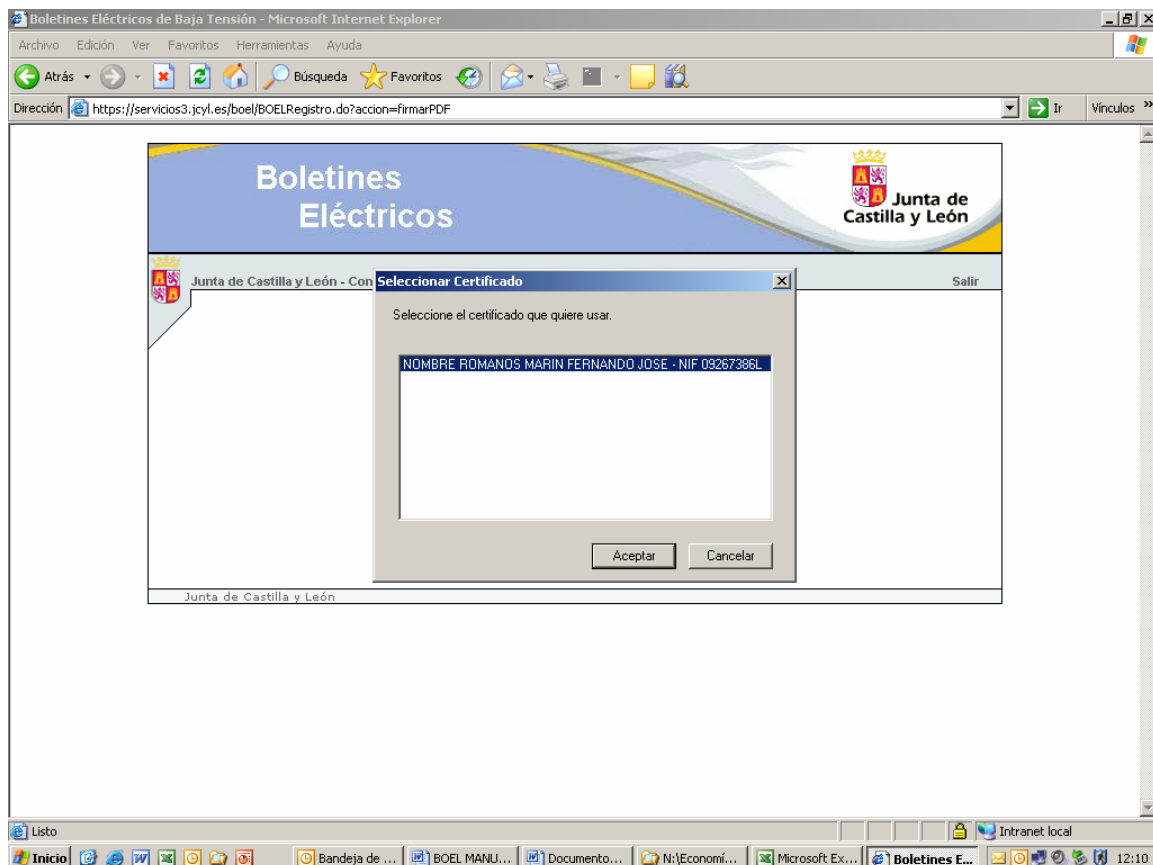 Boletines Eléctricos de Baja Tensión - Microsoft Internet Explorer
Archivo Edición Ver Favoritos Herramientas Ayuda
Atrás Búsqueda Favoritos
Dirección https://servicios3.jcyl.es/boel/BOELRegistro.do?accion=firmarPDF Ir Vínculos »
Boletines
Eléctricos
Junta de
Castilla y León
Junta de Castilla y León - Con
Salir
Seleccionar Certificado
Seleccione el certificado que quiere usar.
NOMBRE ROMANOS MARIN FERNANDO JOSE - NIF 09267386L
Aceptar Cancelar
Junta de Castilla y León
Listo Intranet local
Inicio Bandeja de ... BOEL MANU... Documento... N:\Economí... Microsoft Ex... Boletines E... 12:10